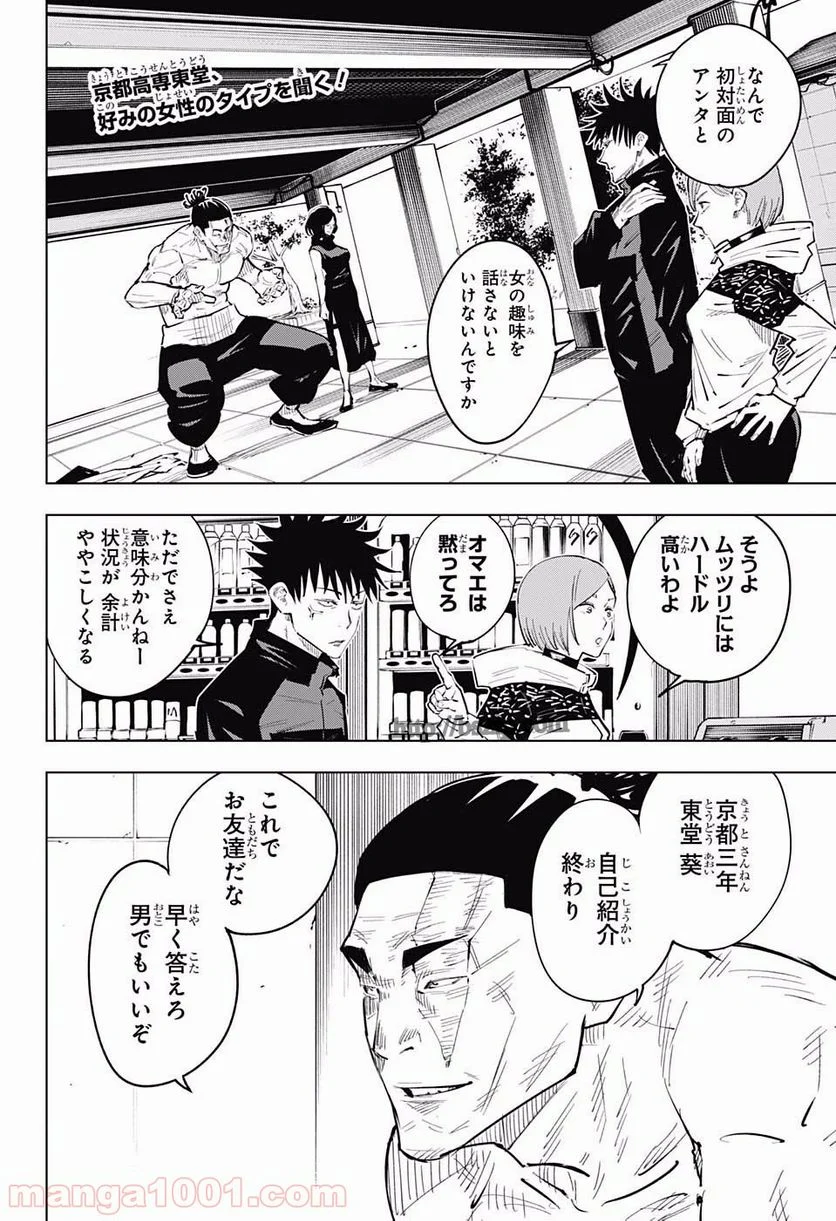 京都高専東堂、
好みの女性のタイプを聞く!
なんで
初対面の
アンタと
女の趣味を
話さないと
いけないんですか
そうよ
ムッツリには
ハードル
高いわよ
オマエは
黙ってろ
ただでさえ
意味分かんねー
状況が余計
ややこしくなる
京都三年
東堂 葵
自己紹介
終わり
これで
お友達だな
早く答えろ
男でもいいぞ
manga1001.com